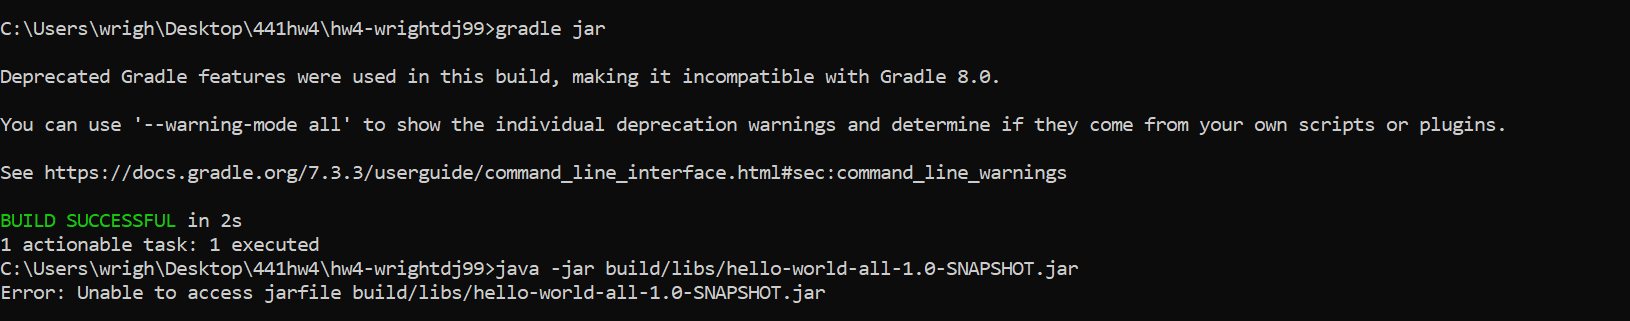 C:\Users\wrigh\Desktop\441hw4\hw4-wrightdj99>gradle jar
Deprecated Gradle features were used in this build, making it incompatible with Gradle 8.0.
You can use '--warning-mode all' to show the individual deprecation warnings and determine if they come from your own scripts or plugins.
See https://docs.gradle.org/7.3.3/userguide/command_line_interface.html#sec:command_line_warnings
BUILD SUCCESSFUL in 2s
1 actionable task: 1 executed
C:\Users\wrigh\Desktop\441hw4\hw4-wrightdj99>java -jar build/libs/hello-world-all-1.0-SNAPSHOT.jar
Error: Unable to access jarfile build/libs/hello-world-all-1.0-SNAPSHOT.jar